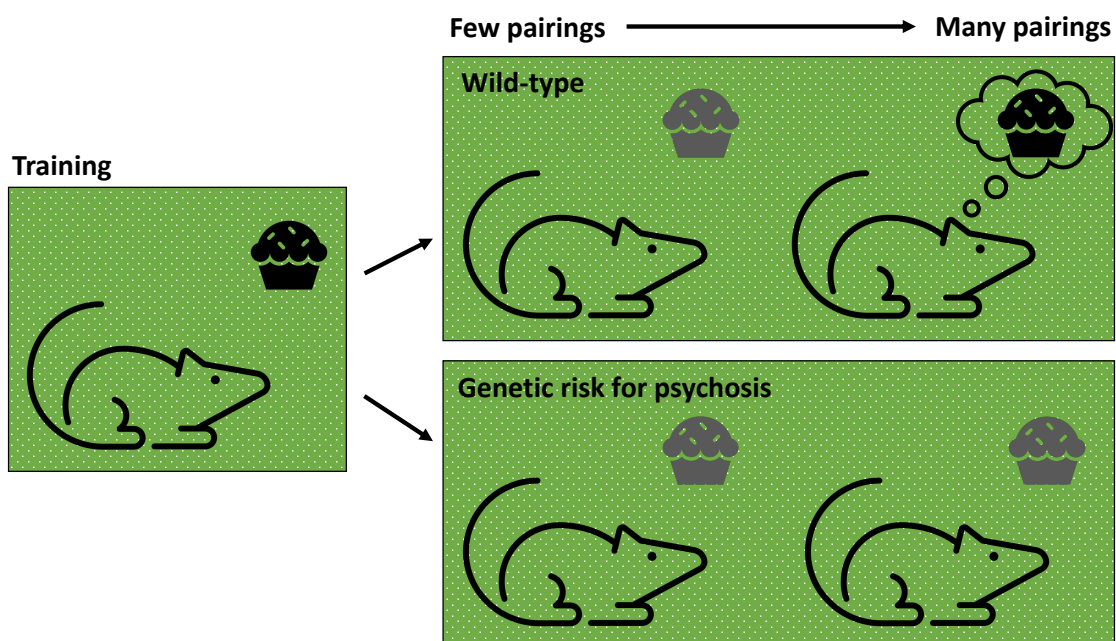 Few pairings
Many pairings
Wild-type
Training
Genetic risk for psychosis